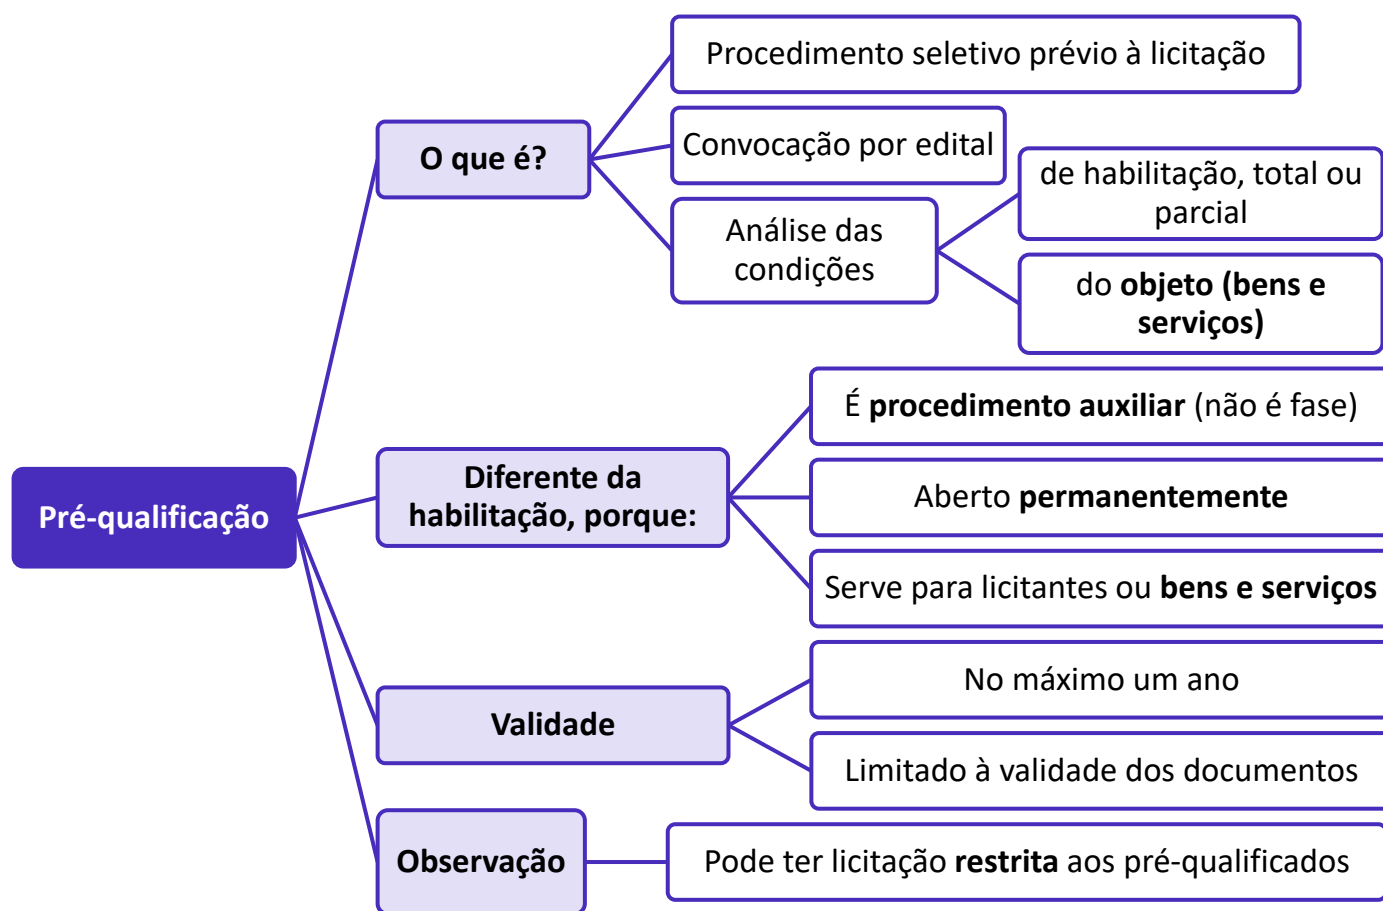 Pré-qualificação
O que é?
Procedimento seletivo prévio à licitação
Convocação por edital
Análise das
condições
de habilitação, total ou
parcial
do objeto (bens e
serviços)
Diferente da
habilitação, porque:
É procedimento auxiliar (não é fase)
Aberto permanentemente
Serve para licitantes ou bens e serviços
Validade
No máximo um ano
Limitado à validade dos documentos
Observação
Pode ter licitação restrita aos pré-qualificados